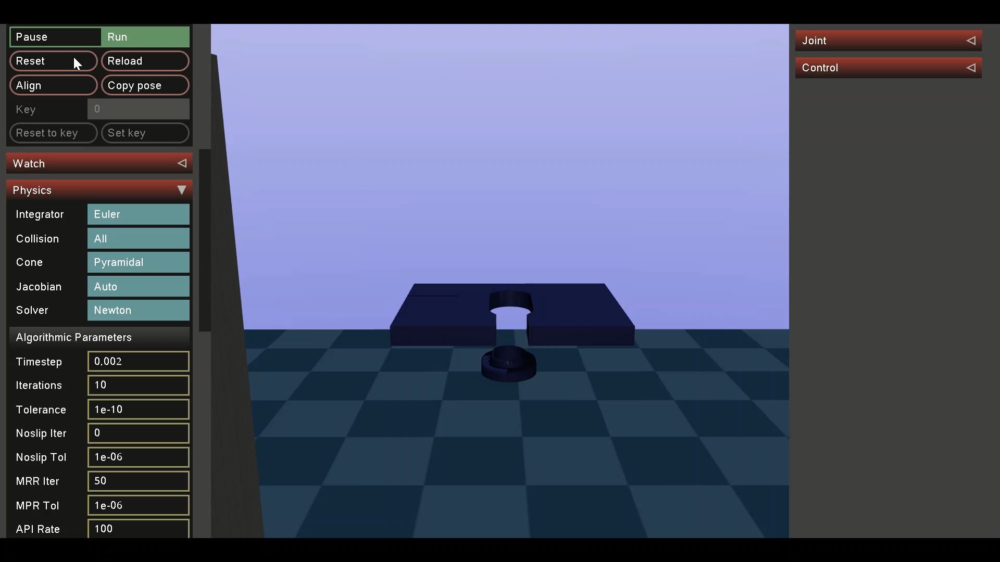 Pause Run
Reset Reload
Align Copy pose
Key 0
Reset to key Set key
Watch
Physics
Integrator Euler
Collision All
Cone Pyramidal
Jacobian Auto
Solver Newton
Algorithmic Parameters
Timestep 0.002
Iterations 10
Tolerance 1e-10
Noslip Iter 0
Noslip Tol 1e-06
MRR Iter 50
MPR Tol 1e-06
API Rate 100
Joint
Control